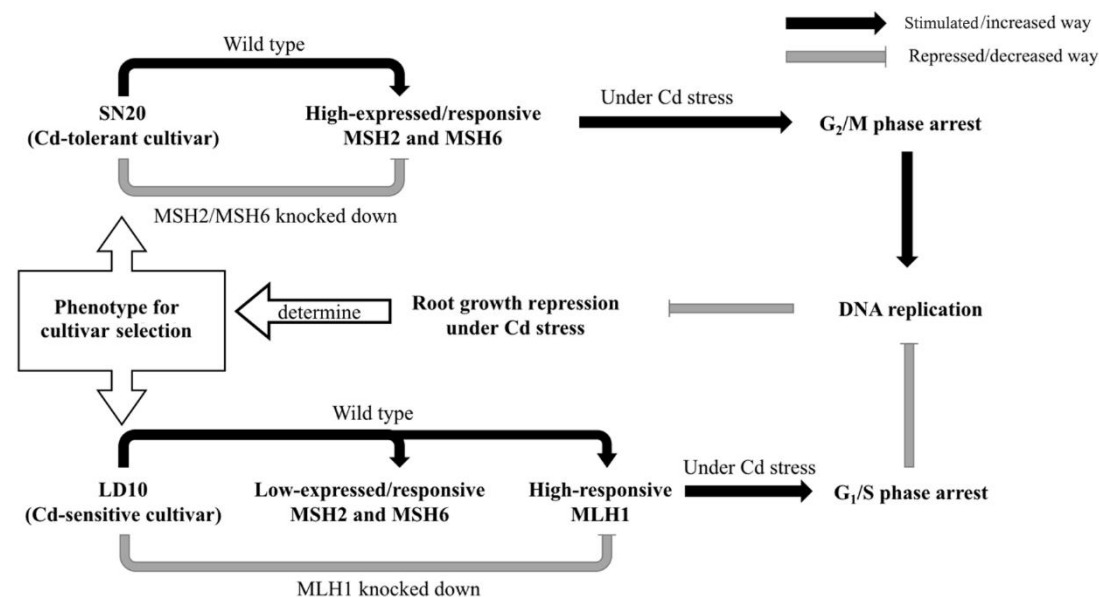 Stimulated/increased way
Repressed/decreased way
Wild type
SN20
(Cd-tolerant cultivar)
High-expressed/responsive
MSH2 and MSH6
Under Cd stress
G₂/M phase arrest
MSH2/MSH6 knocked down
Phenotype for
cultivar selection
determine
Root growth repression
under Cd stress
DNA replication
Wild type
LD10
(Cd-sensitive cultivar)
Low-expressed/responsive
MSH2 and MSH6
High-responsive
MLH1
Under Cd stress
G₁/S phase arrest
MLH1 knocked down